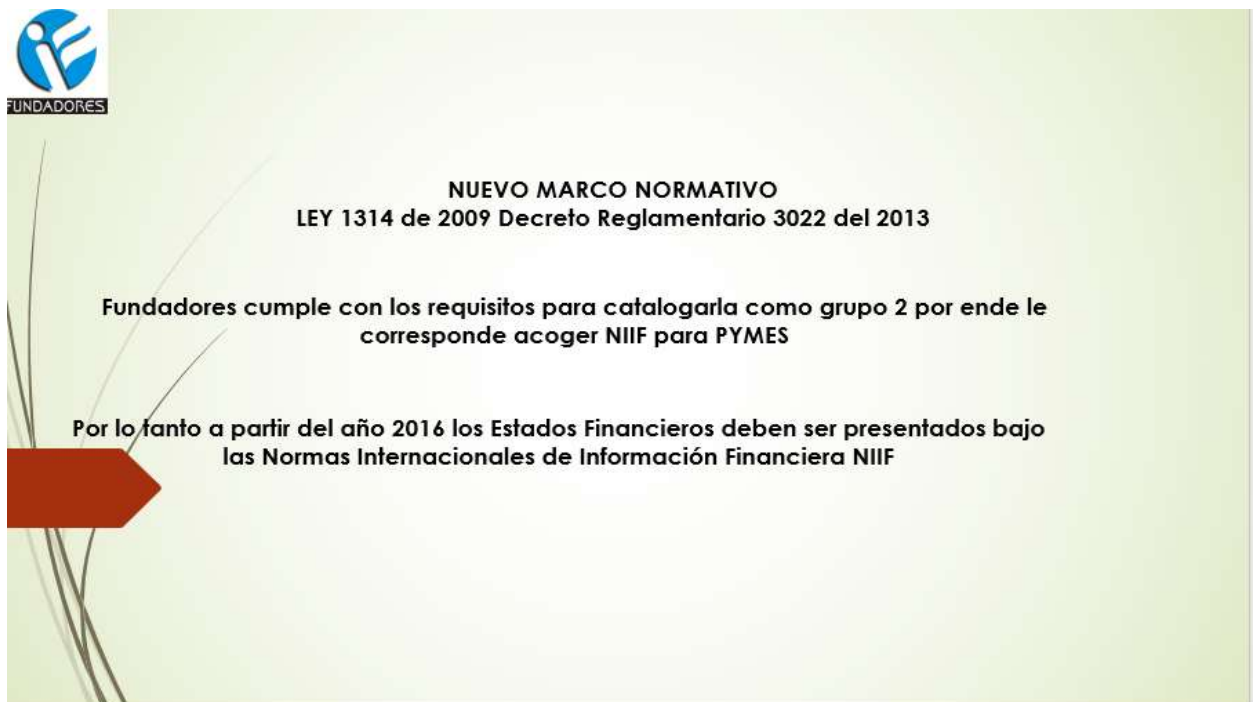 FUNDADORES
NUEVO MARCO NORMATIVO
LEY 1314 de 2009 Decreto Reglamentario 3022 del 2013
Fundadores cumple con los requisitos para catalogarla como grupo 2 por ende le
corresponde acoger NIIF para PYMES
Por lo tanto a partir del año 2016 los Estados Financieros deben ser presentados bajo
las Normas Internacionales de Información Financiera NIIF